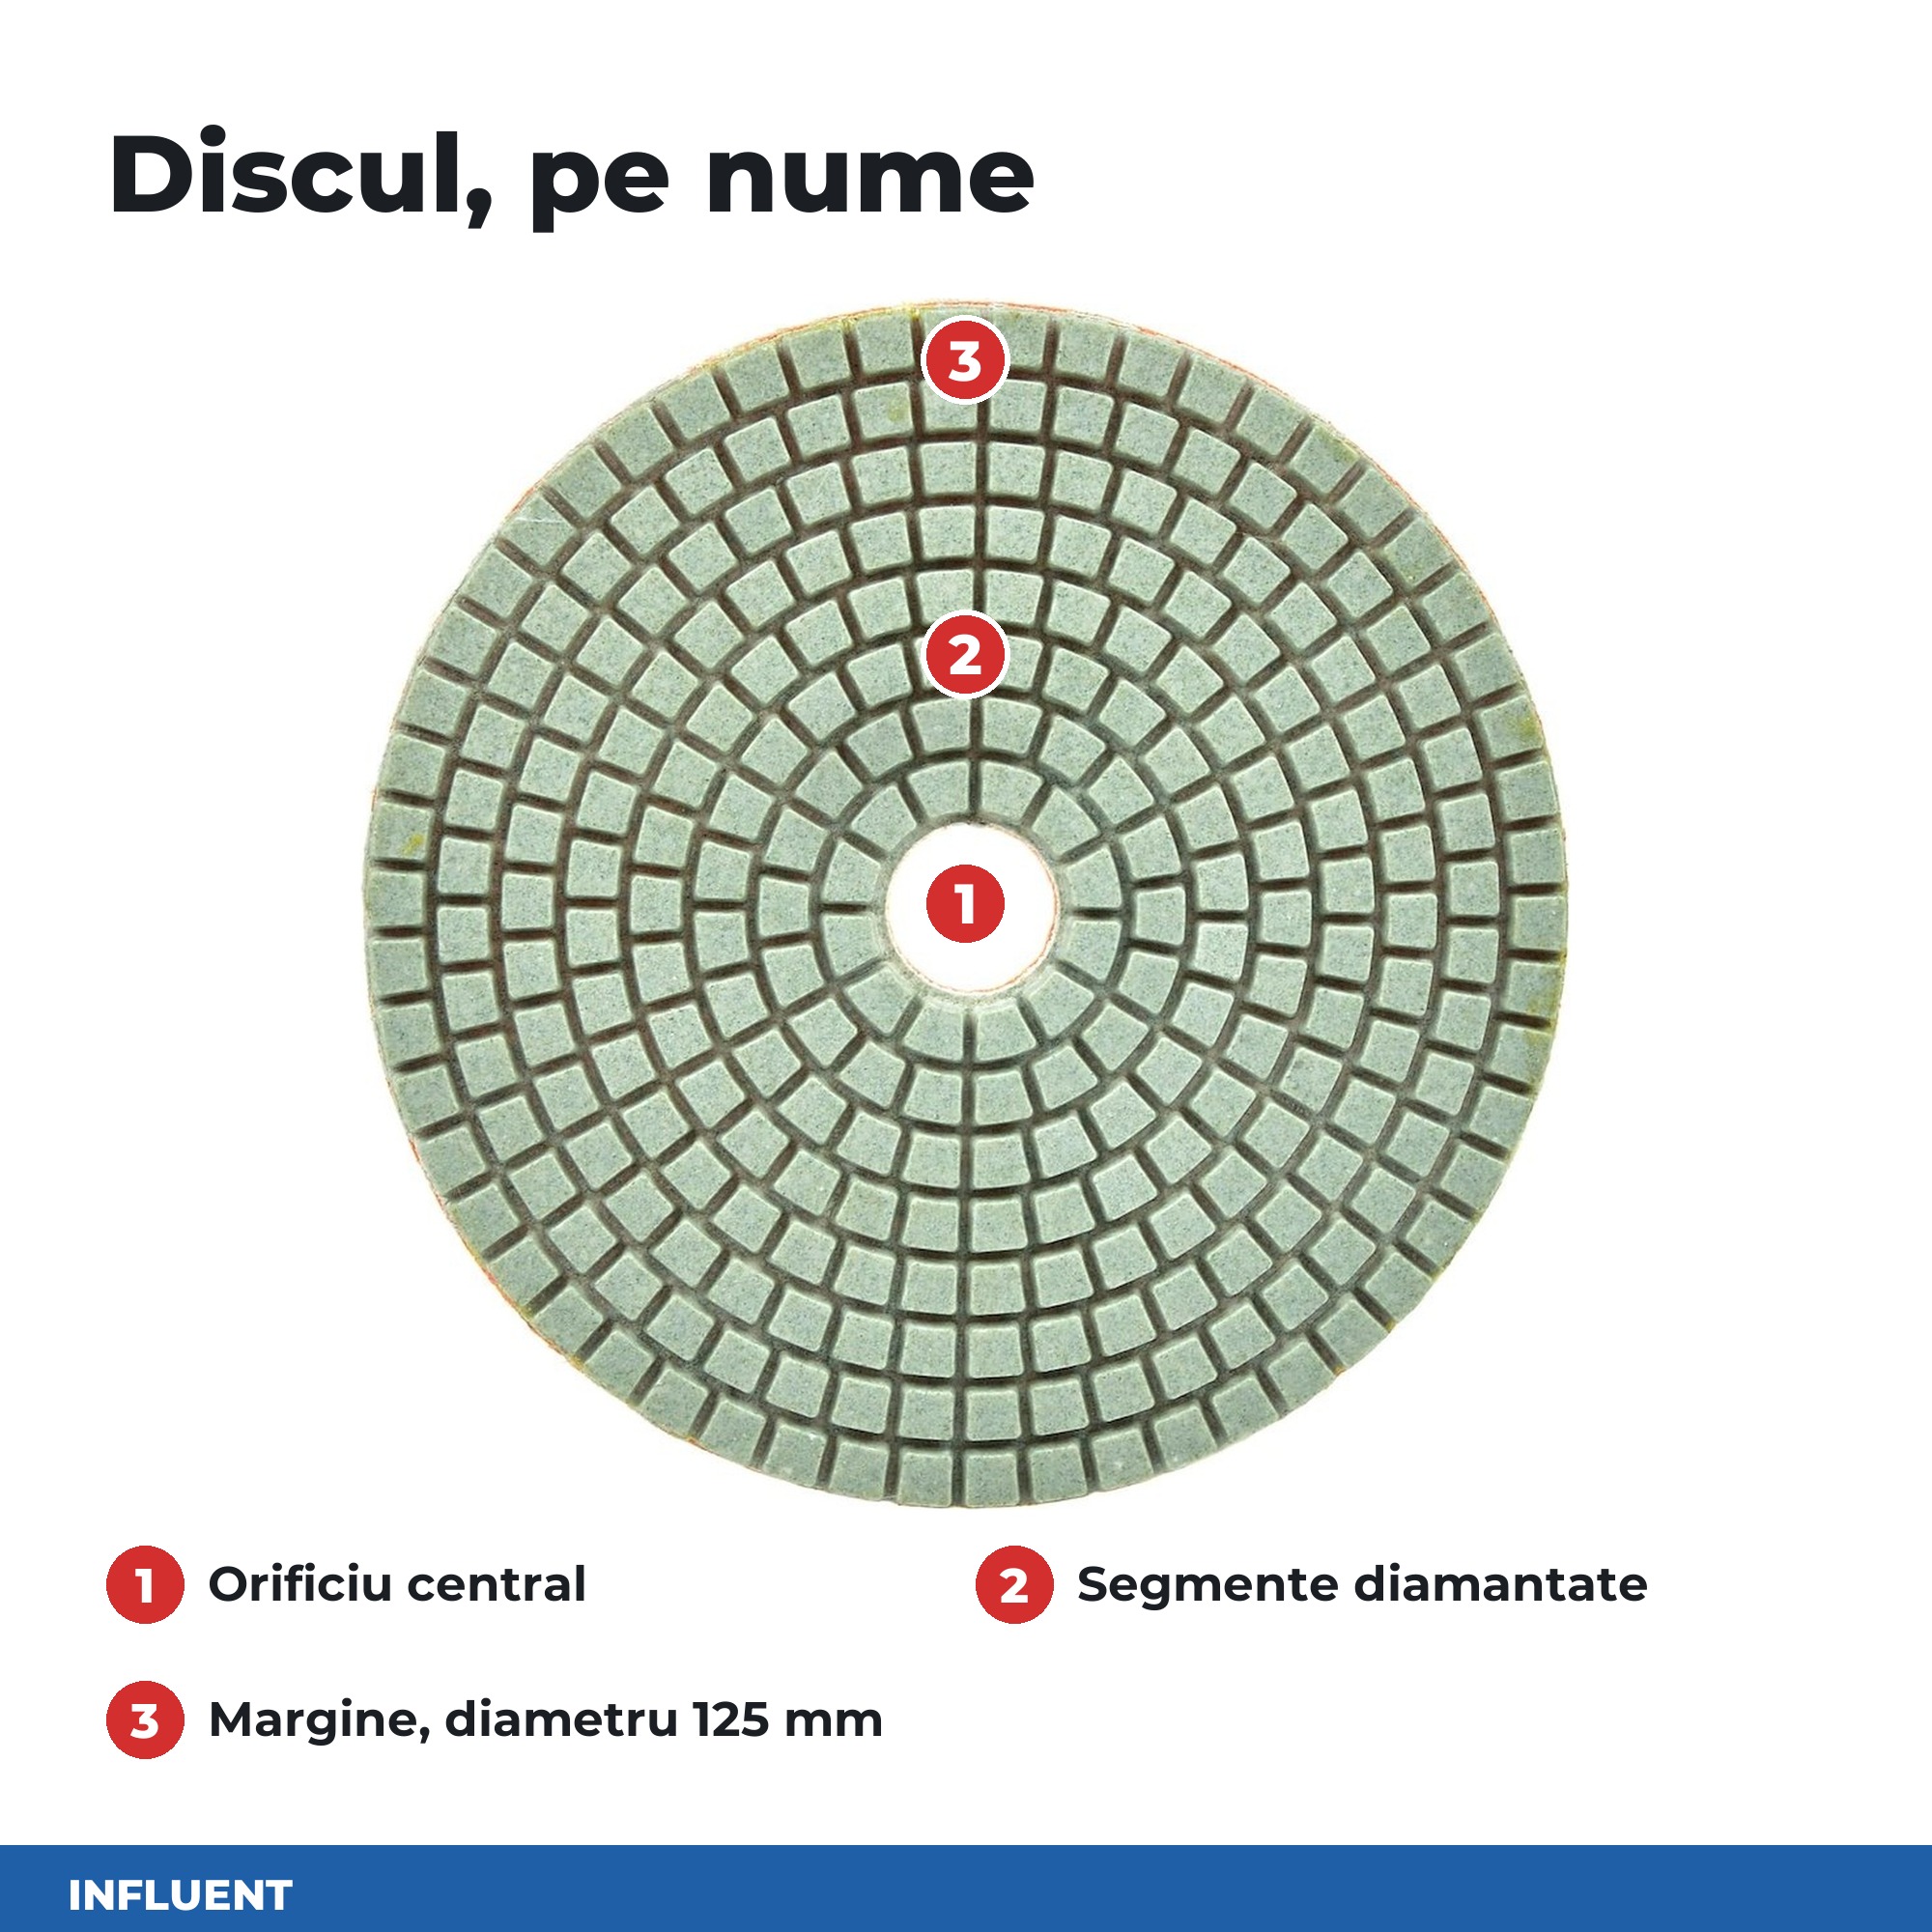 Discul, pe nume
3
2
1
1 Orificiu central
2 Segmente diamantate
3 Margine, diametru 125 mm
INFLUENT